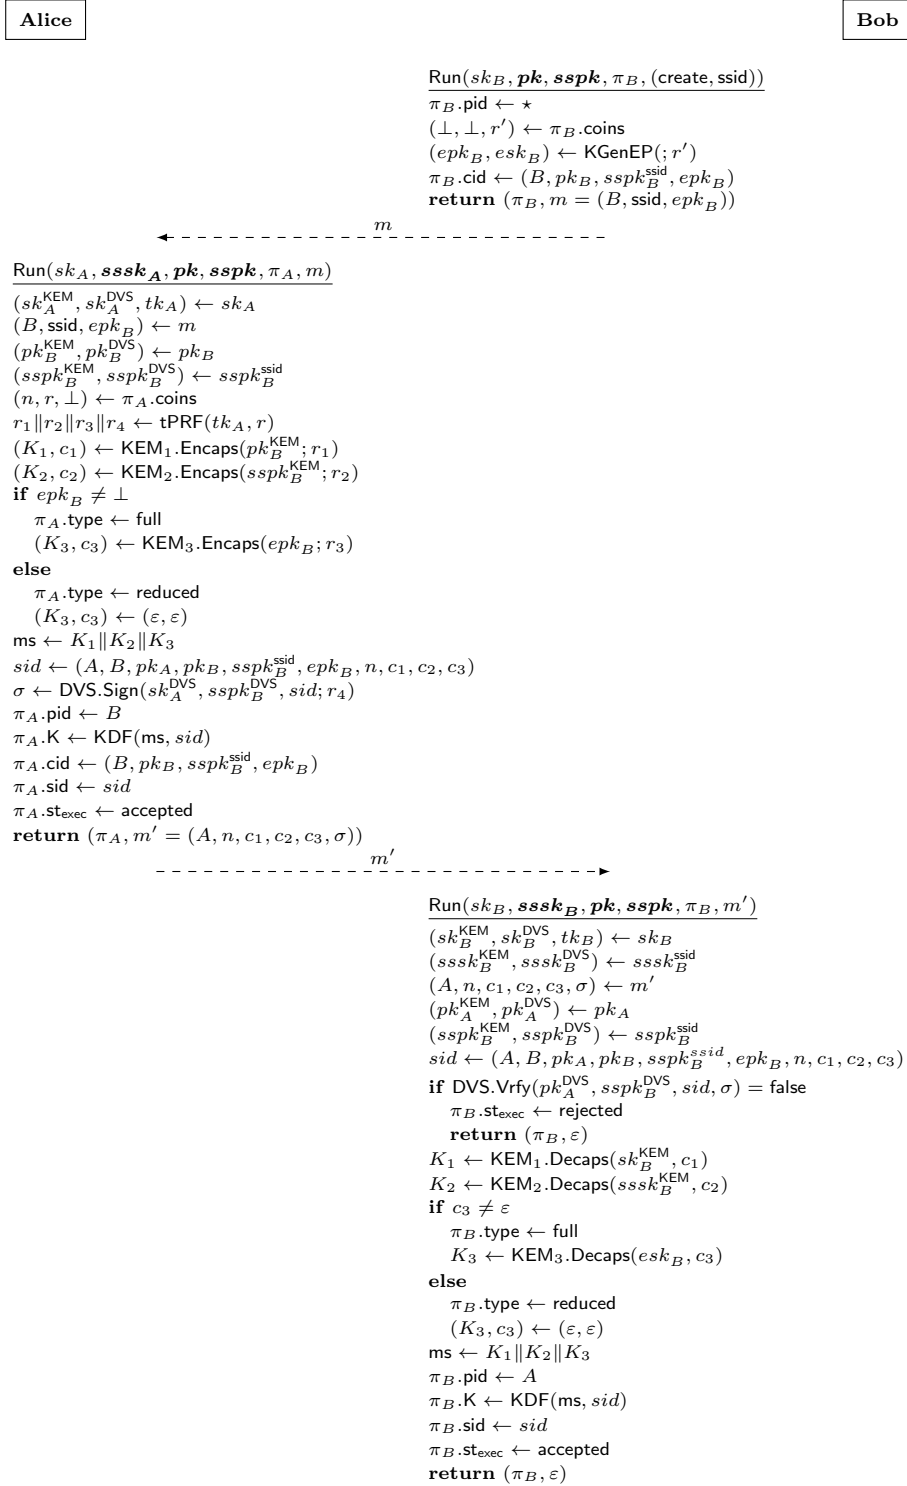 Alice
Bob
Run(sk_B, pk, sspk, π_B, (create, ssid))
π_B.pid ← ⋆
(⊥, ⊥, r′) ← π_B.coins
(epk_B, esk_B) ← KGenEP(; r′)
π_B.cid ← (B, pk_B, sspk_B^ssid, epk_B)
return (π_B, m = (B, ssid, epk_B))
m
Run(sk_A, sssk_A, pk, sspk, π_A, m)
(sk_A^KEM, sk_A^DVS, tk_A) ← sk_A
(B, ssid, epk_B) ← m
(pk_B^KEM, pk_B^DVS) ← pk_B
(sspk_B^KEM, sspk_B^DVS) ← sspk_B^ssid
(n, r, ⊥) ← π_A.coins
r_1‖r_2‖r_3‖r_4 ← tPRF(tk_A, r)
(K_1, c_1) ← KEM_1.Encaps(pk_B^KEM; r_1)
(K_2, c_2) ← KEM_2.Encaps(sspk_B^KEM; r_2)
if epk_B ≠ ⊥
π_A.type ← full
(K_3, c_3) ← KEM_3.Encaps(epk_B; r_3)
else
π_A.type ← reduced
(K_3, c_3) ← (ε, ε)
ms ← K_1‖K_2‖K_3
sid ← (A, B, pk_A, pk_B, sspk_B^ssid, epk_B, n, c_1, c_2, c_3)
σ ← DVS.Sign(sk_A^DVS, sspk_B^DVS, sid; r_4)
π_A.pid ← B
π_A.K ← KDF(ms, sid)
π_A.cid ← (B, pk_B, sspk_B^ssid, epk_B)
π_A.sid ← sid
π_A.st_exec ← accepted
return (π_A, m′ = (A, n, c_1, c_2, c_3, σ))
m′
Run(sk_B, sssk_B, pk, sspk, π_B, m′)
(sk_B^KEM, sk_B^DVS, tk_B) ← sk_B
(sssk_B^KEM, sssk_B^DVS) ← sssk_B^ssid
(A, n, c_1, c_2, c_3, σ) ← m′
(pk_A^KEM, pk_A^DVS) ← pk_A
(sspk_B^KEM, sspk_B^DVS) ← sspk_B^ssid
sid ← (A, B, pk_A, pk_B, sspk_B^ssid, epk_B, n, c_1, c_2, c_3)
if DVS.Vrfy(pk_A^DVS, sspk_B^DVS, sid, σ) = false
π_B.st_exec ← rejected
return (π_B, ε)
K_1 ← KEM_1.Decaps(sk_B^KEM, c_1)
K_2 ← KEM_2.Decaps(sssk_B^KEM, c_2)
if c_3 ≠ ε
π_B.type ← full
K_3 ← KEM_3.Decaps(esk_B, c_3)
else
π_B.type ← reduced
(K_3, c_3) ← (ε, ε)
ms ← K_1‖K_2‖K_3
π_B.pid ← A
π_B.K ← KDF(ms, sid)
π_B.sid ← sid
π_B.st_exec ← accepted
return (π_B, ε)